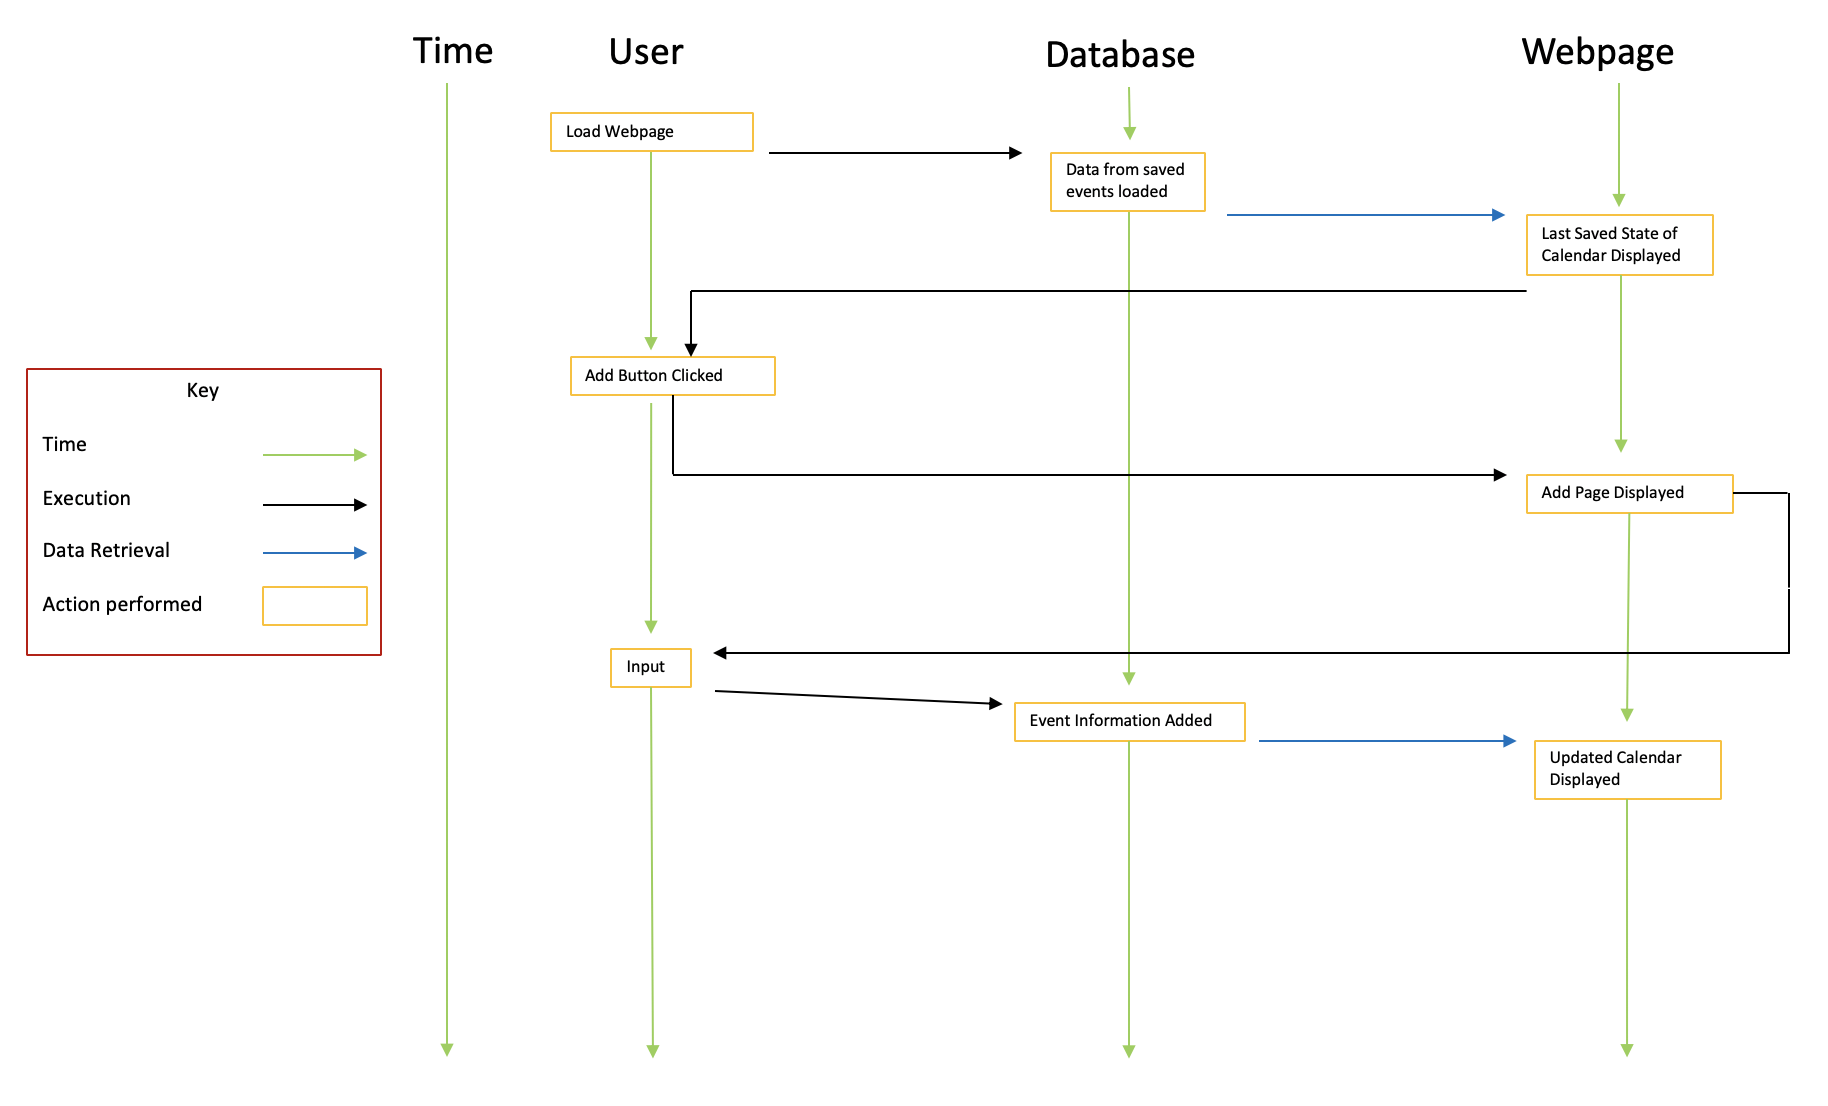 Time
User
Database
Webpage
Load Webpage
Data from saved
events loaded
Last Saved State of
Calendar Displayed
Add Button Clicked
Key
Time
Execution
Data Retrieval
Action performed
Add Page Displayed
Input
Event Information Added
Updated Calendar
Displayed